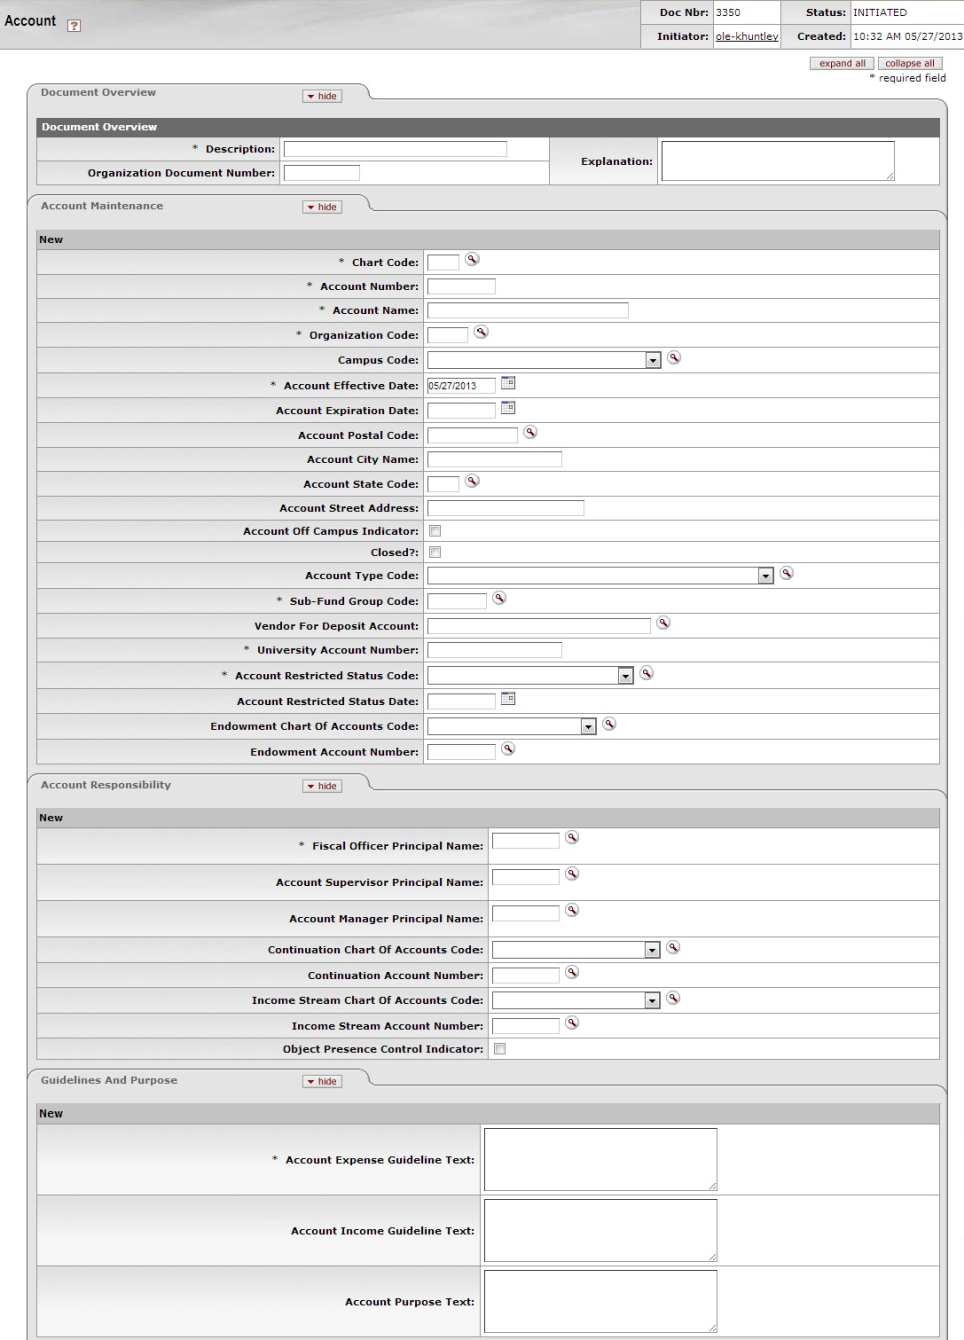 Account ?
Doc Nbr: 3350 Status: INITIATED
Initiator: ole-khuntley Created: 10:32 AM 05/27/2013
expand all collapse all
* required field
Document Overview hide
Document Overview
* Description: Explanation:
Organization Document Number:
Account Maintenance hide
New
* Chart Code:
* Account Number:
* Account Name:
* Organization Code:
Campus Code:
* Account Effective Date: 05/27/2013
Account Expiration Date:
Account Postal Code:
Account City Name:
Account State Code:
Account Street Address:
Account Off Campus Indicator:
Closed?:
Account Type Code:
* Sub-Fund Group Code:
Vendor For Deposit Account:
* University Account Number:
* Account Restricted Status Code:
Account Restricted Status Date:
Endowment Chart Of Accounts Code:
Endowment Account Number:
Account Responsibility hide
New
* Fiscal Officer Principal Name:
Account Supervisor Principal Name:
Account Manager Principal Name:
Continuation Chart Of Accounts Code:
Continuation Account Number:
Income Stream Chart Of Accounts Code:
Income Stream Account Number:
Object Presence Control Indicator:
Guidelines And Purpose hide
New
* Account Expense Guideline Text:
Account Income Guideline Text:
Account Purpose Text: